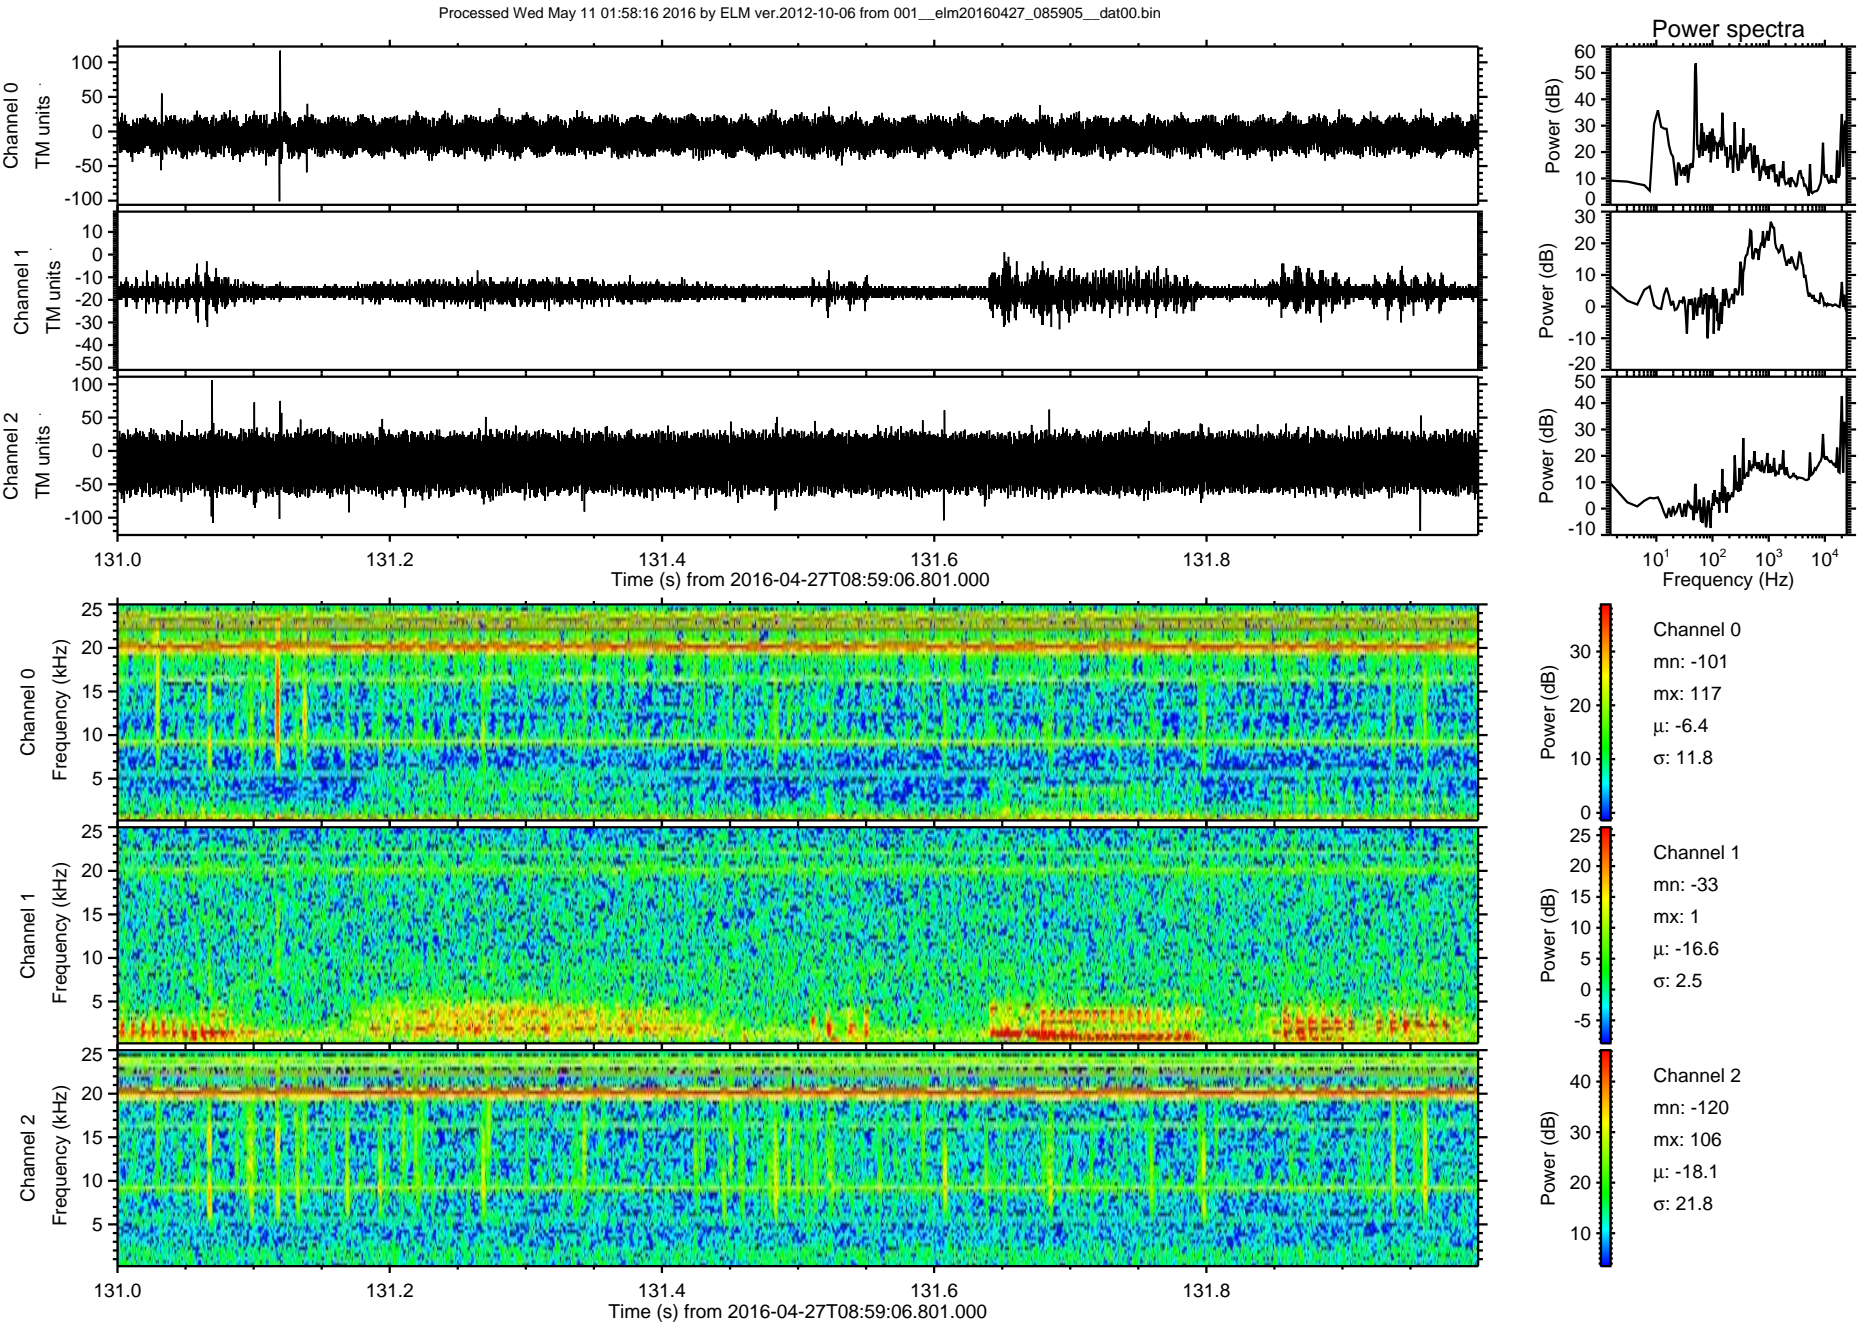 Processed Wed May 11 01:58:16 2016 by ELM ver.2012-10-06 from 001__elm20160427_085905__dat00.bin
Power spectra
Channel 0
TM units
100
50
0
-50
-100
Power (dB)
60
50
40
30
20
10
0
Channel 1
TM units
10
0
-10
-20
-30
-40
-50
Power (dB)
30
20
10
0
-10
-20
Channel 2
TM units
100
50
0
-50
-100
Power (dB)
50
40
30
20
10
0
-10
131.0 131.2 131.4 131.6 131.8
Time (s) from 2016-04-27T08:59:06.801.000
10¹ 10² 10³ 10⁴
Frequency (Hz)
Channel 0
Frequency (kHz)
25
20
15
10
5
Power (dB)
30
20
10
0
Channel 0
mn: -101
mx: 117
μ: -6.4
σ: 11.8
Channel 1
Frequency (kHz)
25
20
15
10
5
Power (dB)
25
20
15
10
5
0
-5
Channel 1
mn: -33
mx: 1
μ: -16.6
σ: 2.5
Channel 2
Frequency (kHz)
25
20
15
10
5
Power (dB)
40
30
20
10
Channel 2
mn: -120
mx: 106
μ: -18.1
σ: 21.8
131.0 131.2 131.4 131.6 131.8
Time (s) from 2016-04-27T08:59:06.801.000